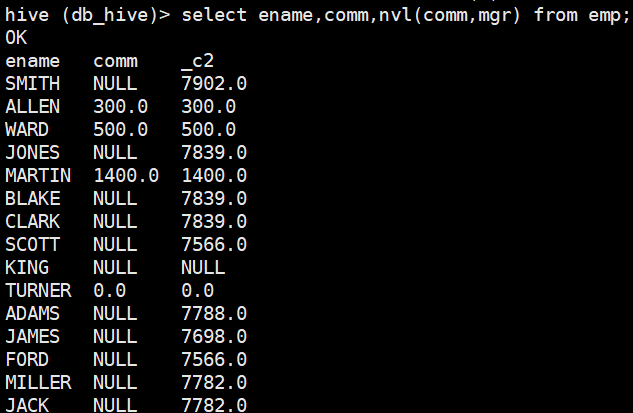 hive (db_hive)> select ename,comm,nvl(comm,mgr) from emp;
OK
ename comm _c2
SMITH NULL 7902.0
ALLEN 300.0 300.0
WARD 500.0 500.0
JONES NULL 7839.0
MARTIN 1400.0 1400.0
BLAKE NULL 7839.0
CLARK NULL 7839.0
SCOTT NULL 7566.0
KING NULL NULL
TURNER 0.0 0.0
ADAMS NULL 7788.0
JAMES NULL 7698.0
FORD NULL 7566.0
MILLER NULL 7782.0
JACK NULL 7782.0